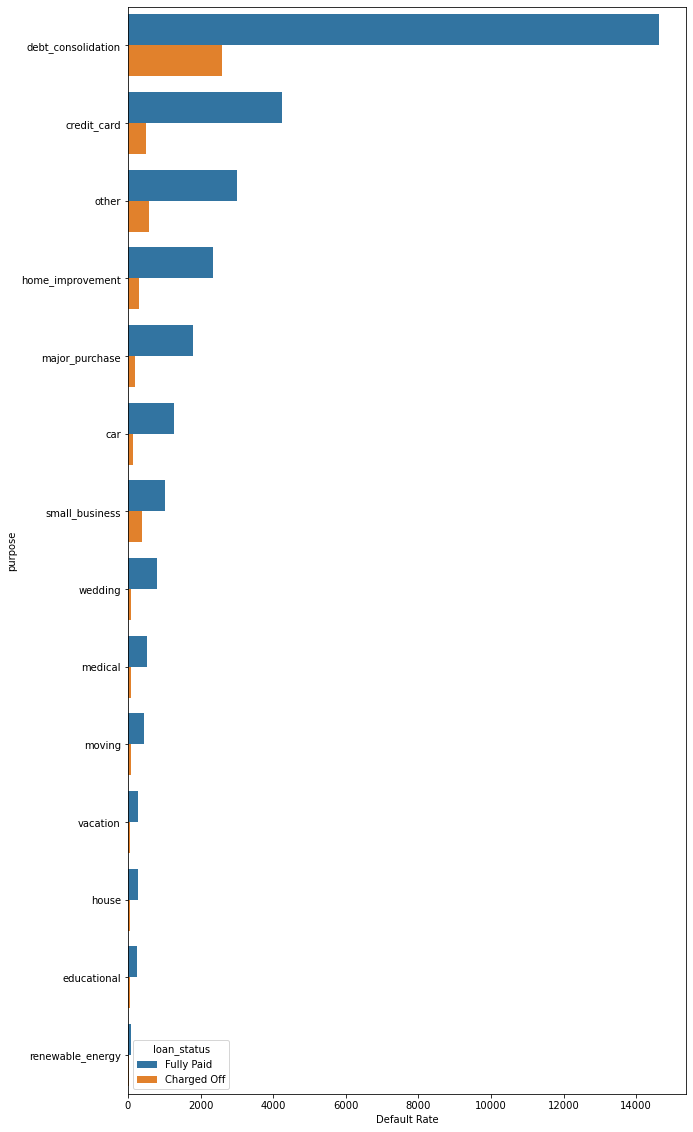 debt_consolidation
credit_card
other
home_improvement
major_purchase
car
small_business
wedding
medical
moving
vacation
house
educational
renewable_energy
purpose
loan_status
Fully Paid
Charged Off
0 2000 4000 6000 8000 10000 12000 14000
Default Rate